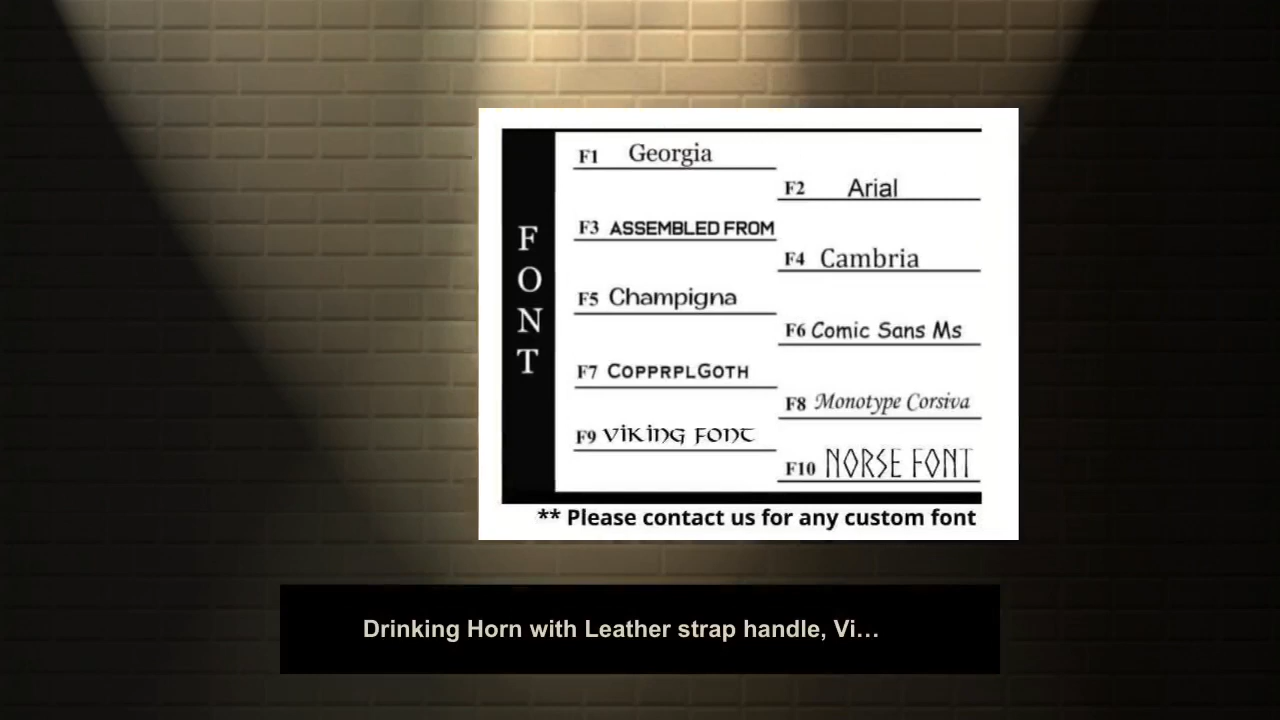 FONT
F1 Georgia
F2 Arial
F3 ASSEMBLED FROM
F4 Cambria
F5 Champigna
F6 Comic Sans Ms
F7 COPPRPLGOTH
F8 Monotype Corsiva
F9 VIKING FONT
F10 NORSE FONT
** Please contact us for any custom font
Drinking Horn with Leather strap handle, Vi...